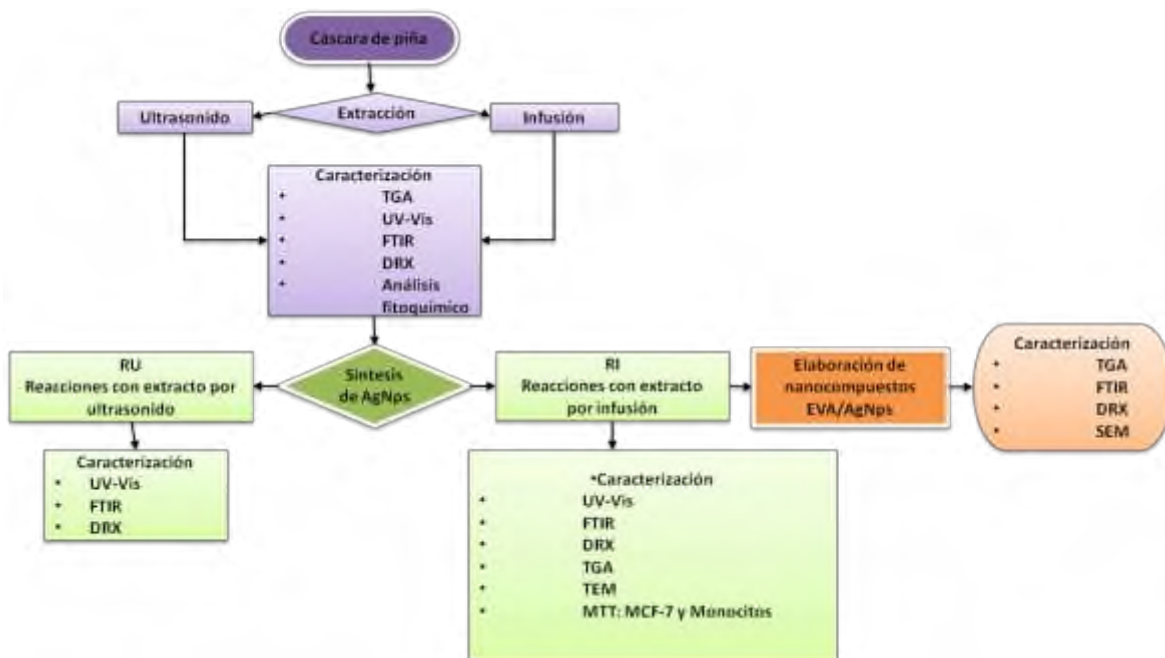 Cáscara de piña
Extracción
Ultrasonido
Infusión
Caracterización
• TGA
• UV-Vis
• FTIR
• DRX
• Análisis
fitoquímico
Síntesis
de AgNps
RU
Reacciones con extracto por
ultrasonido
Caracterización
• UV-Vis
• FTIR
• DRX
RI
Reacciones con extracto
por infusión
•Caracterización
• UV-Vis
• FTIR
• DRX
• TGA
• TEM
• MTT: MCF-7 y Monocitos
Elaboración de
nanocompuestos
EVA/AgNps
Caracterización
• TGA
• FTIR
• DRX
• SEM